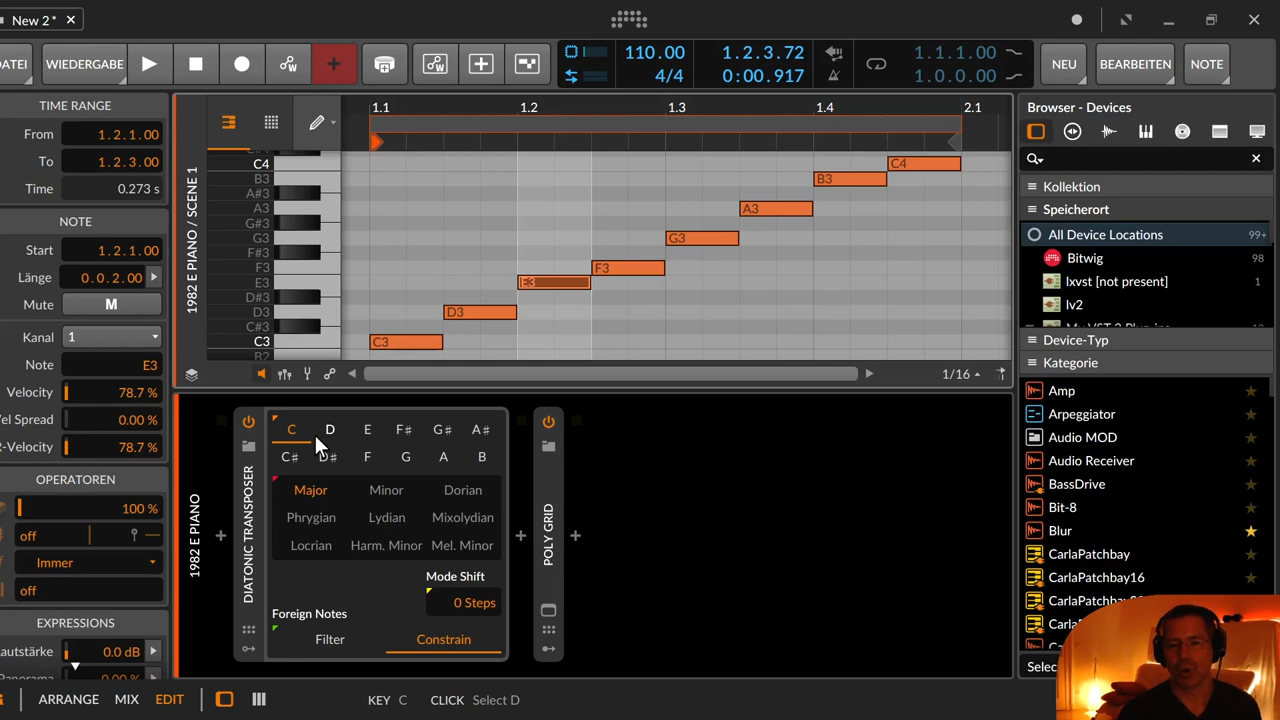 New 2*
DATEI
WIEDERGABE
110.00
4/4
1.2.3.72
0:00.917
1.1.1.00
1.0.0.00
NEU
BEARBEITEN
NOTE
TIME RANGE
From 1.2.1.00
To 1.2.3.00
Time 0.273 s
NOTE
Start 1.2.1.00
Länge 0.0.2.00
Mute M
Kanal 1
Note E3
Velocity 78.7 %
Vel Spread 0.00 %
R-Velocity 78.7 %
OPERATOREN
100 %
off
Immer
off
EXPRESSIONS
Lautstärke 0.0 dB
Panorama 0.00 %
1982 E PIANO / SCENE 1
1.1 1.2 1.3 1.4 2.1
C4
B3
A#3
A3
G#3
G3
F#3
F3
E3
D#3
D3
C#3
C3
B2
C4
B3
A3
G3
F3
E3
D3
C3
1/16
1982 E PIANO
DIATONIC TRANSPOSER
C D E F# G# A#
C# D# F G A B
Major Minor Dorian
Phrygian Lydian Mixolydian
Locrian Harm. Minor Mel. Minor
Mode Shift
0 Steps
Foreign Notes
Filter Constrain
POLY GRID
Browser - Devices
Kollektion
Speicherort
All Device Locations 99+
Bitwig 98
lxvst [not present] 1
lv2
Device-Typ
Kategorie
Amp
Arpeggiator
Audio MOD
Audio Receiver
BassDrive
Bit-8
Blur
CarlaPatchbay
CarlaPatchbay16
ARRANGE MIX EDIT
KEY C CLICK Select D